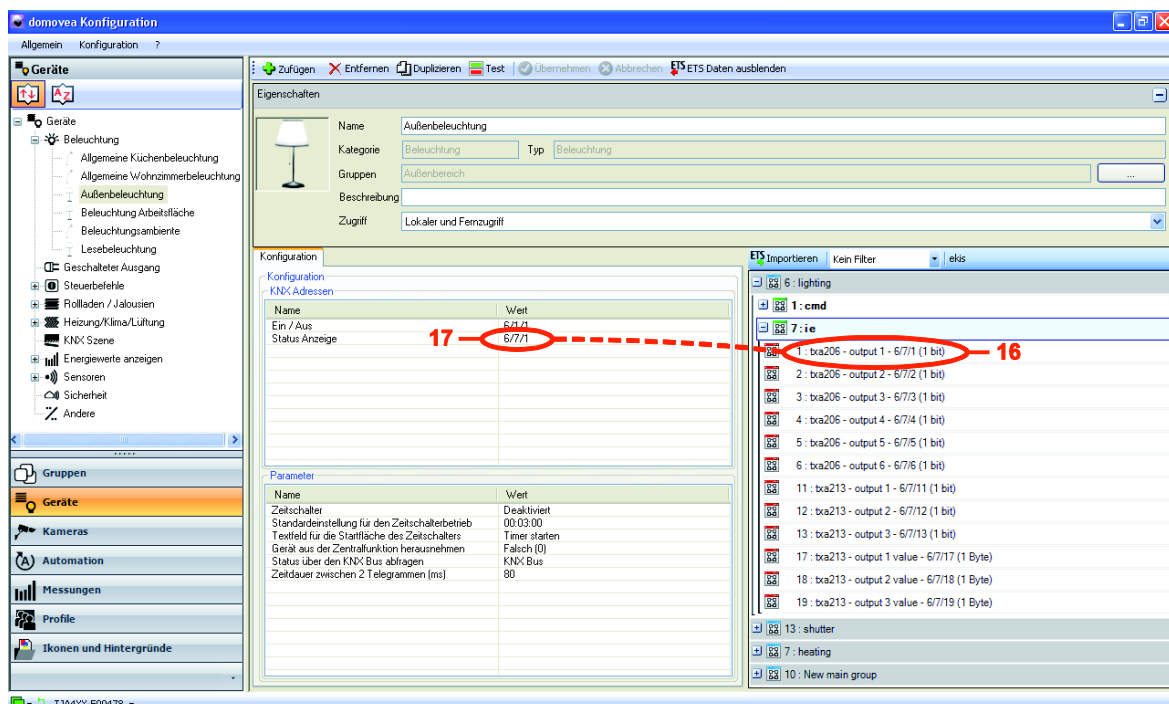 domovea Konfiguration
Allgemein Konfiguration ?
Geräte
Zufügen Entfernen Duplizieren Test Übernehmen Abbrechen ETS ETS Daten ausblenden
Eigenschaften
Geräte
Beleuchtung
Allgemeine Küchenbeleuchtung
Allgemeine Wohnzimmerbeleuchtung
Außenbeleuchtung
Beleuchtung Arbeitsfläche
Beleuchtungsambiente
Lesebeleuchtung
Geschalteter Ausgang
Steuerbefehle
Rollladen / Jalousien
Heizung/Klima/Lüftung
KNX Szene
Energiewerte anzeigen
Sensoren
Sicherheit
Andere
Gruppen
Geräte
Kameras
Automation
Messungen
Profile
Ikonen und Hintergründe
Name Außenbeleuchtung
Kategorie Beleuchtung Typ Beleuchtung
Gruppen Außenbereich ...
Beschreibung
Zugriff Lokaler und Fernzugriff
Konfiguration
Konfiguration
KNX Adressen
Name Wert
Ein / Aus 6/1/1
Status Anzeige 6/7/1
17
Parameter
Name Wert
Zeitschalter Deaktiviert
Standardeinstellung für den Zeitschalterbetrieb 00:03:00
Textfeld für die Startfläche des Zeitschalters Timer starten
Gerät aus der Zentralfunktion herausnehmen Falsch (0)
Status über den KNX Bus abfragen KNX Bus
Zeitdauer zwischen 2 Telegrammen (ms) 80
ETS Importieren Kein Filter ekis
6 : lighting
1 : cmd
7 : ie
1 : txa206 - output 1 - 6/7/1 (1 bit)
16
2 : txa206 - output 2 - 6/7/2 (1 bit)
3 : txa206 - output 3 - 6/7/3 (1 bit)
4 : txa206 - output 4 - 6/7/4 (1 bit)
5 : txa206 - output 5 - 6/7/5 (1 bit)
6 : txa206 - output 6 - 6/7/6 (1 bit)
11 : txa213 - output 1 - 6/7/11 (1 bit)
12 : txa213 - output 2 - 6/7/12 (1 bit)
13 : txa213 - output 3 - 6/7/13 (1 bit)
17 : txa213 - output 1 value - 6/7/17 (1 Byte)
18 : txa213 - output 2 value - 6/7/18 (1 Byte)
19 : txa213 - output 3 value - 6/7/19 (1 Byte)
13 : shutter
7 : heating
10 : New main group